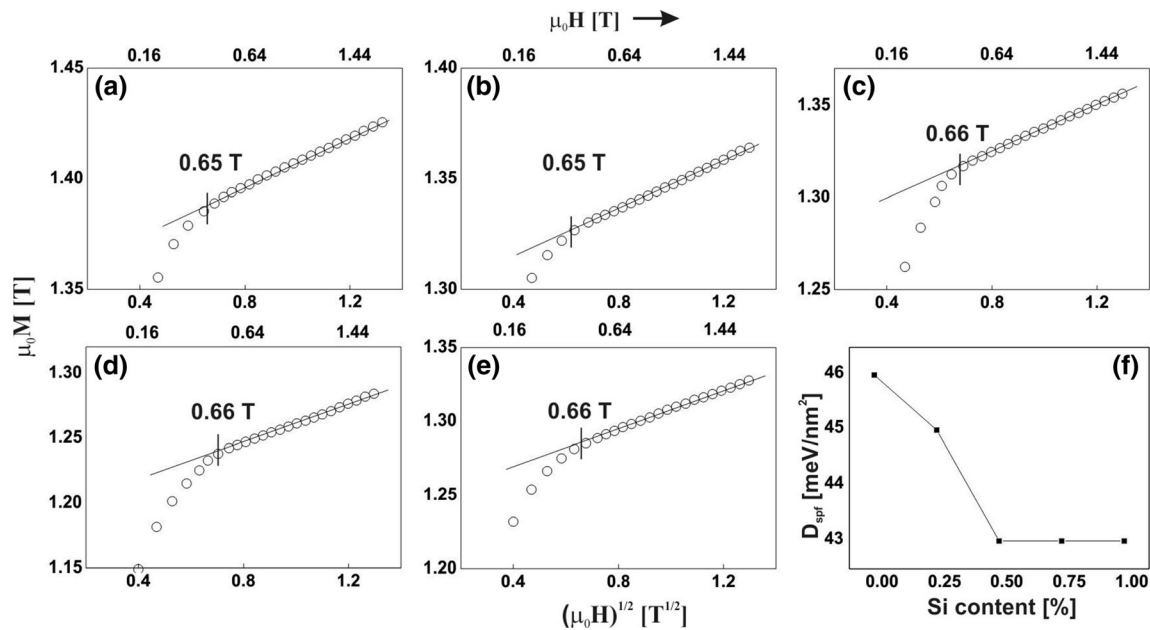 μ₀H [T]
0.16 0.64 1.44 0.16 0.64 1.44 0.16 0.64 1.44
1.45 (a) 1.40 (b) (c)
1.35
0.65 T 0.65 T 0.66 T
1.40 1.35 1.30
1.35 1.30 1.25
0.4 0.8 1.2 0.4 0.8 1.2 0.4 0.8 1.2
μ₀M [T]
0.16 0.64 1.44 0.16 0.64 1.44
(d) 1.35 (e) (f)
1.30 46
0.66 T 0.66 T
1.25 1.30 45
1.20 1.25 43
1.15 1.20 43
D_spf [meV/nm²]
0.4 0.8 1.2 0.4 0.8 1.2 0.00 0.25 0.50 0.75 1.00
(μ₀H)^1/2 [T^1/2] Si content [%]